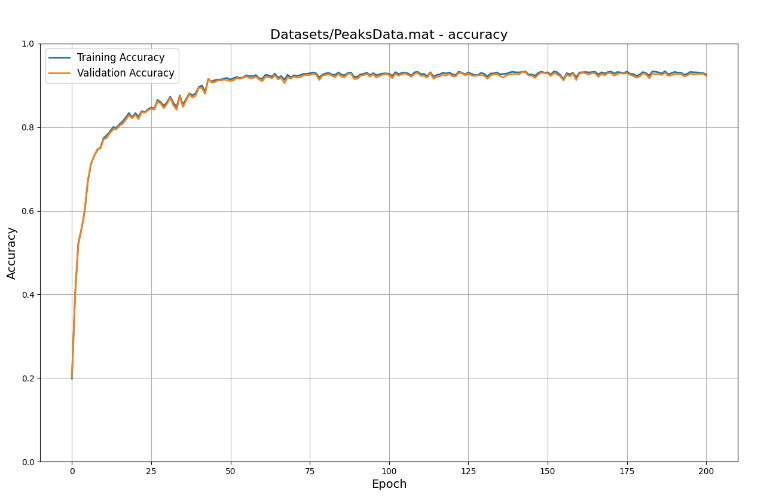 Datasets/PeaksData.mat - accuracy
Training Accuracy
Validation Accuracy
1.0
0.8
0.6
0.4
0.2
0.0
Accuracy
0 25 50 75 100 125 150 175 200
Epoch